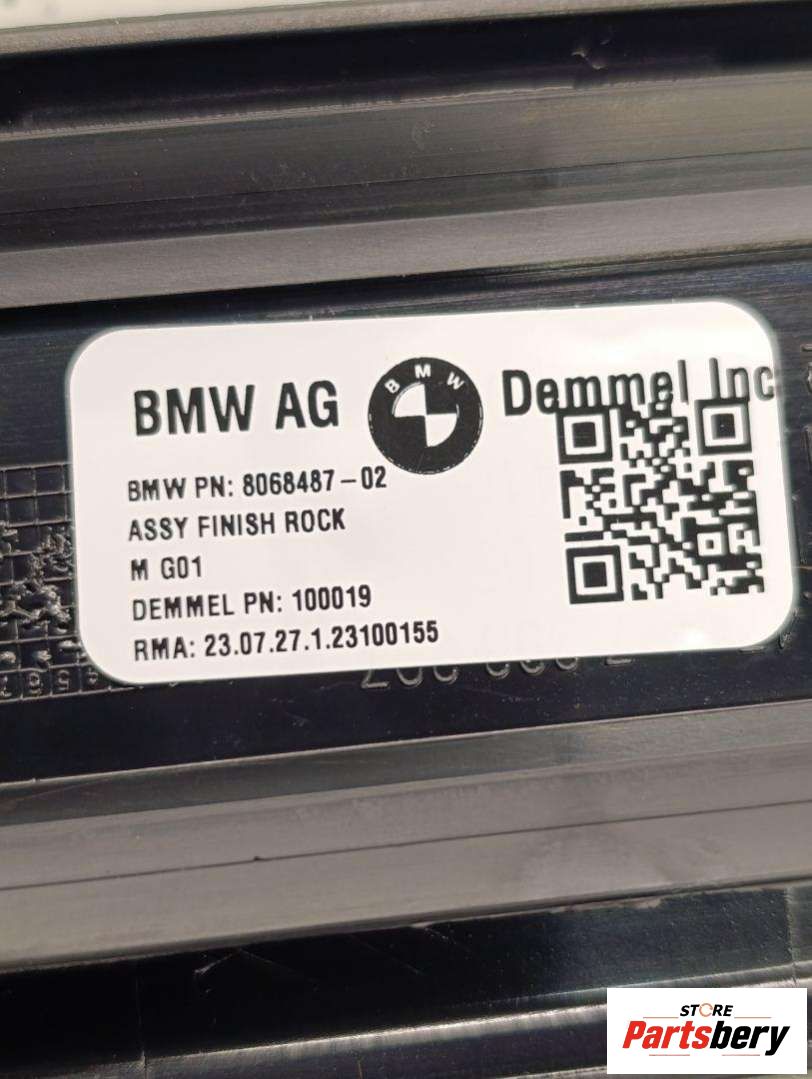 BMW AG
BMW
Demmel Inc
BMW PN: 8068487-02
ASSY FINISH ROCK
M G01
DEMMEL PN: 100019
RMA: 23.07.27.1.23100155
STORE
Partsbery